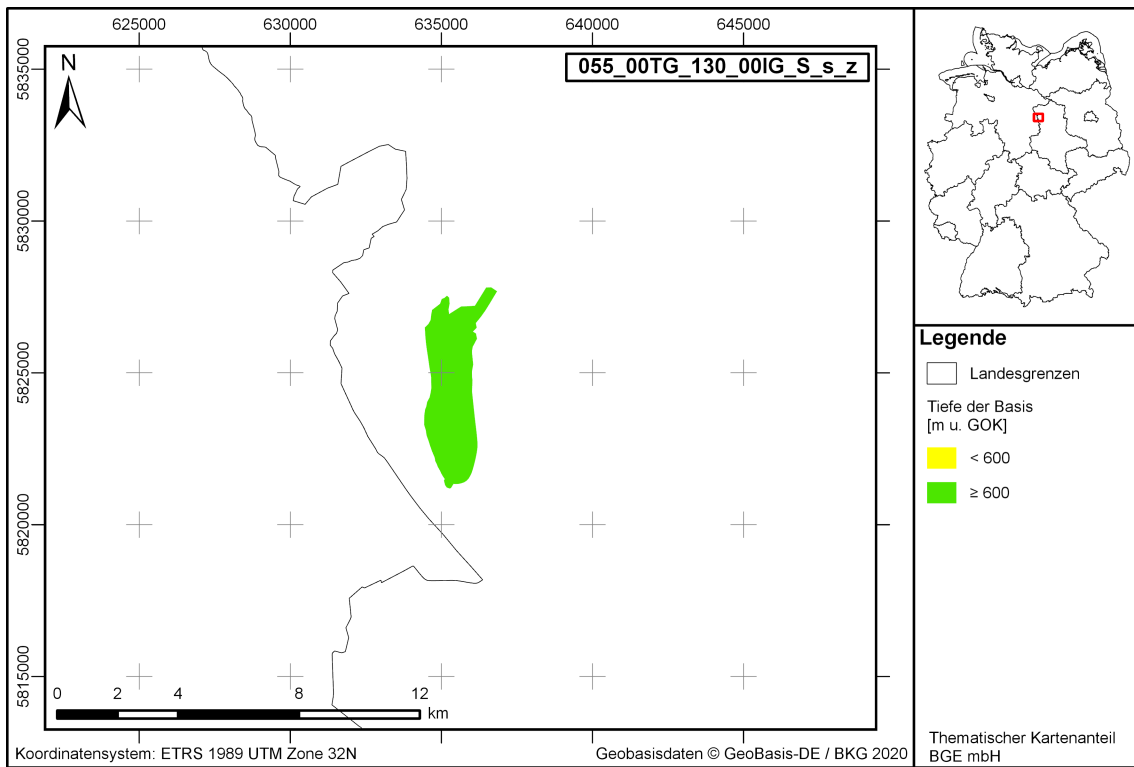 625000
630000
635000
640000
645000
5835000
5830000
5825000
5820000
5815000
N
055_00TG_130_00IG_S_s_z
0
2
4
8
12
km
Koordinatensystem: ETRS 1989 UTM Zone 32N
Geobasisdaten © GeoBasis-DE / BKG 2020
Legende
Landesgrenzen
Tiefe der Basis
[m u. GOK]
< 600
≥ 600
Thematischer Kartenanteil
BGE mbH